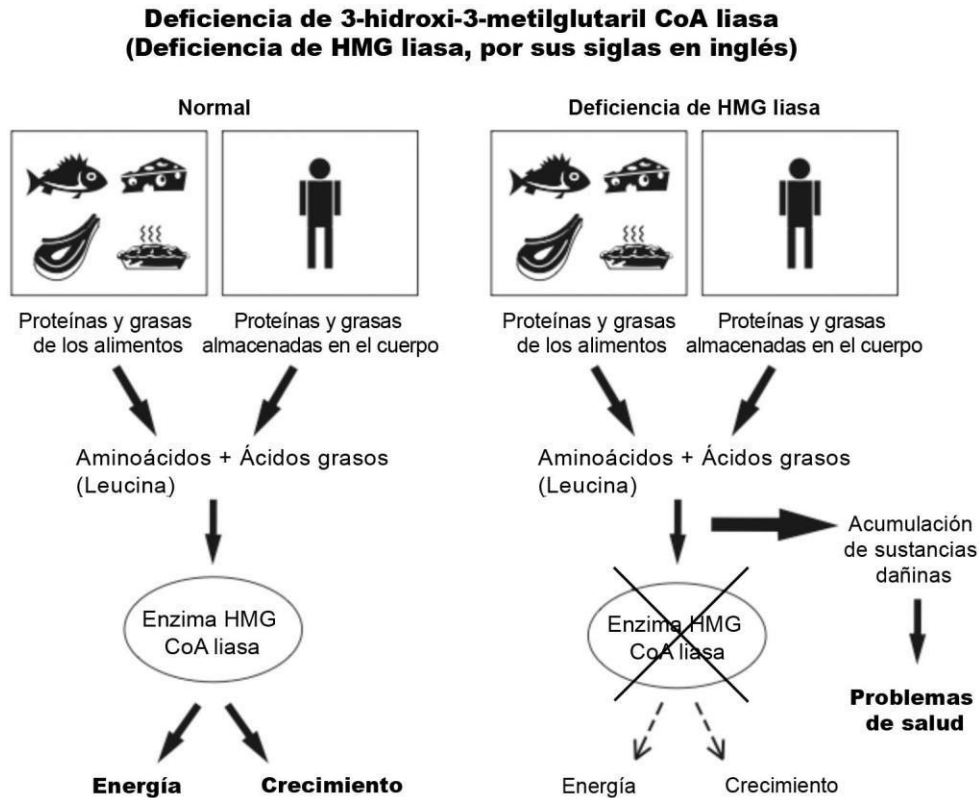 Deficiencia de 3-hidroxi-3-metilglutaril CoA liasa
(Deficiencia de HMG liasa, por sus siglas en inglés)
Normal
Proteínas y grasas
de los alimentos
Proteínas y grasas
almacenadas en el cuerpo
Aminoácidos + Ácidos grasos
(Leucina)
Enzima HMG
CoA liasa
Energía
Crecimiento
Deficiencia de HMG liasa
Proteínas y grasas
de los alimentos
Proteínas y grasas
almacenadas en el cuerpo
Aminoácidos + Ácidos grasos
(Leucina)
Acumulación
de sustancias
dañinas
Enzima HMG
CoA liasa
Problemas
de salud
Energía
Crecimiento